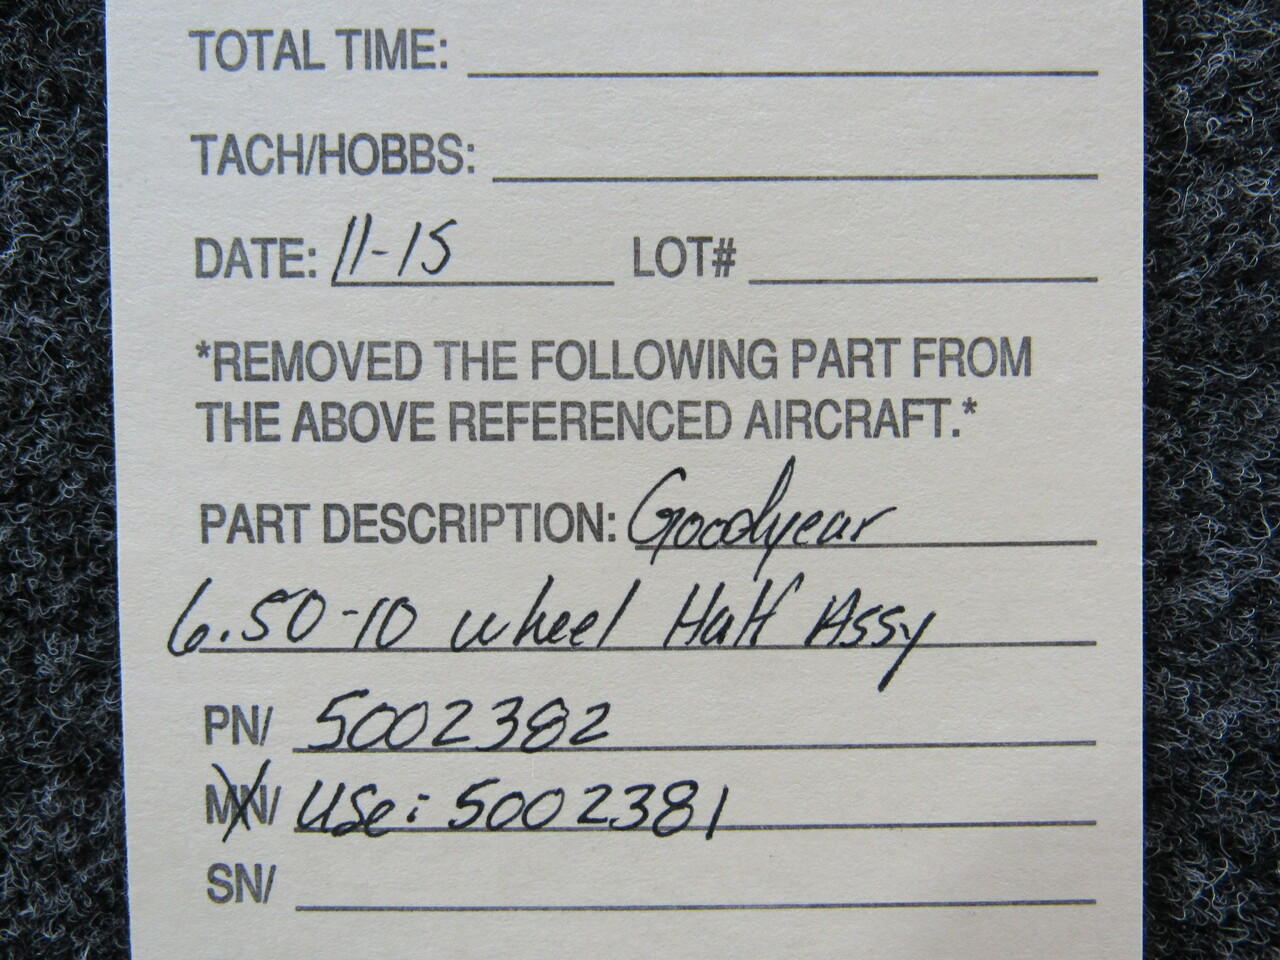 TOTAL TIME:
TACH/HOBBS:
DATE: 11-15 LOT#
*REMOVED THE FOLLOWING PART FROM
THE ABOVE REFERENCED AIRCRAFT.*
PART DESCRIPTION: Goodyear
6.50-10 wheel Half Assy
PN/ 5002382
MN/ USe: 5002381
SN/